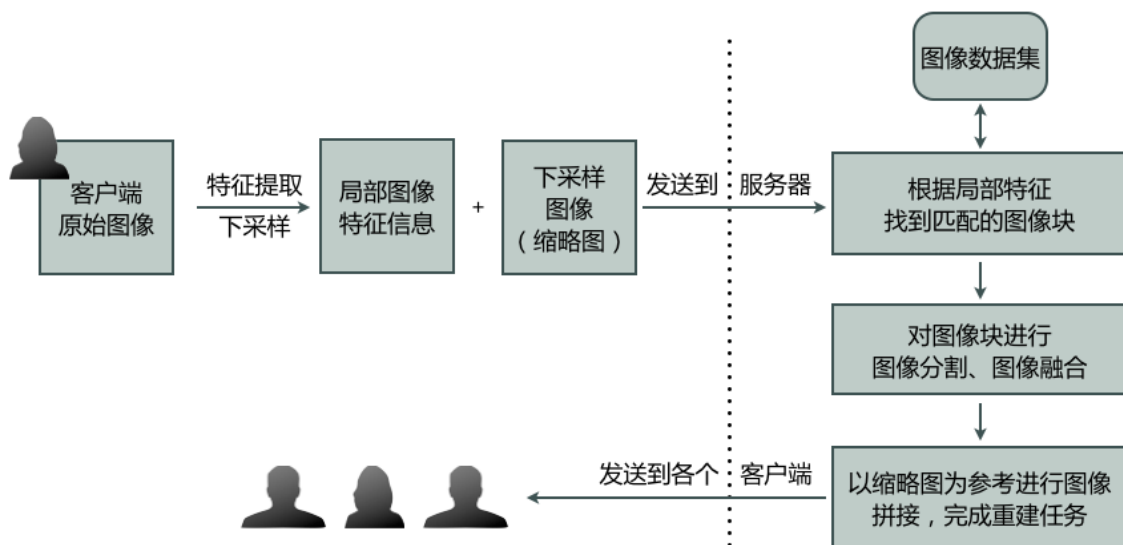 图像数据集
客户端
原始图像
特征提取
下采样
局部图像
特征信息
+
下采样
图像
（缩略图）
发送到
服务器
根据局部特征
找到匹配的图像块
对图像块进行
图像分割、图像融合
以缩略图为参考进行图像
拼接，完成重建任务
发送到各个
客户端